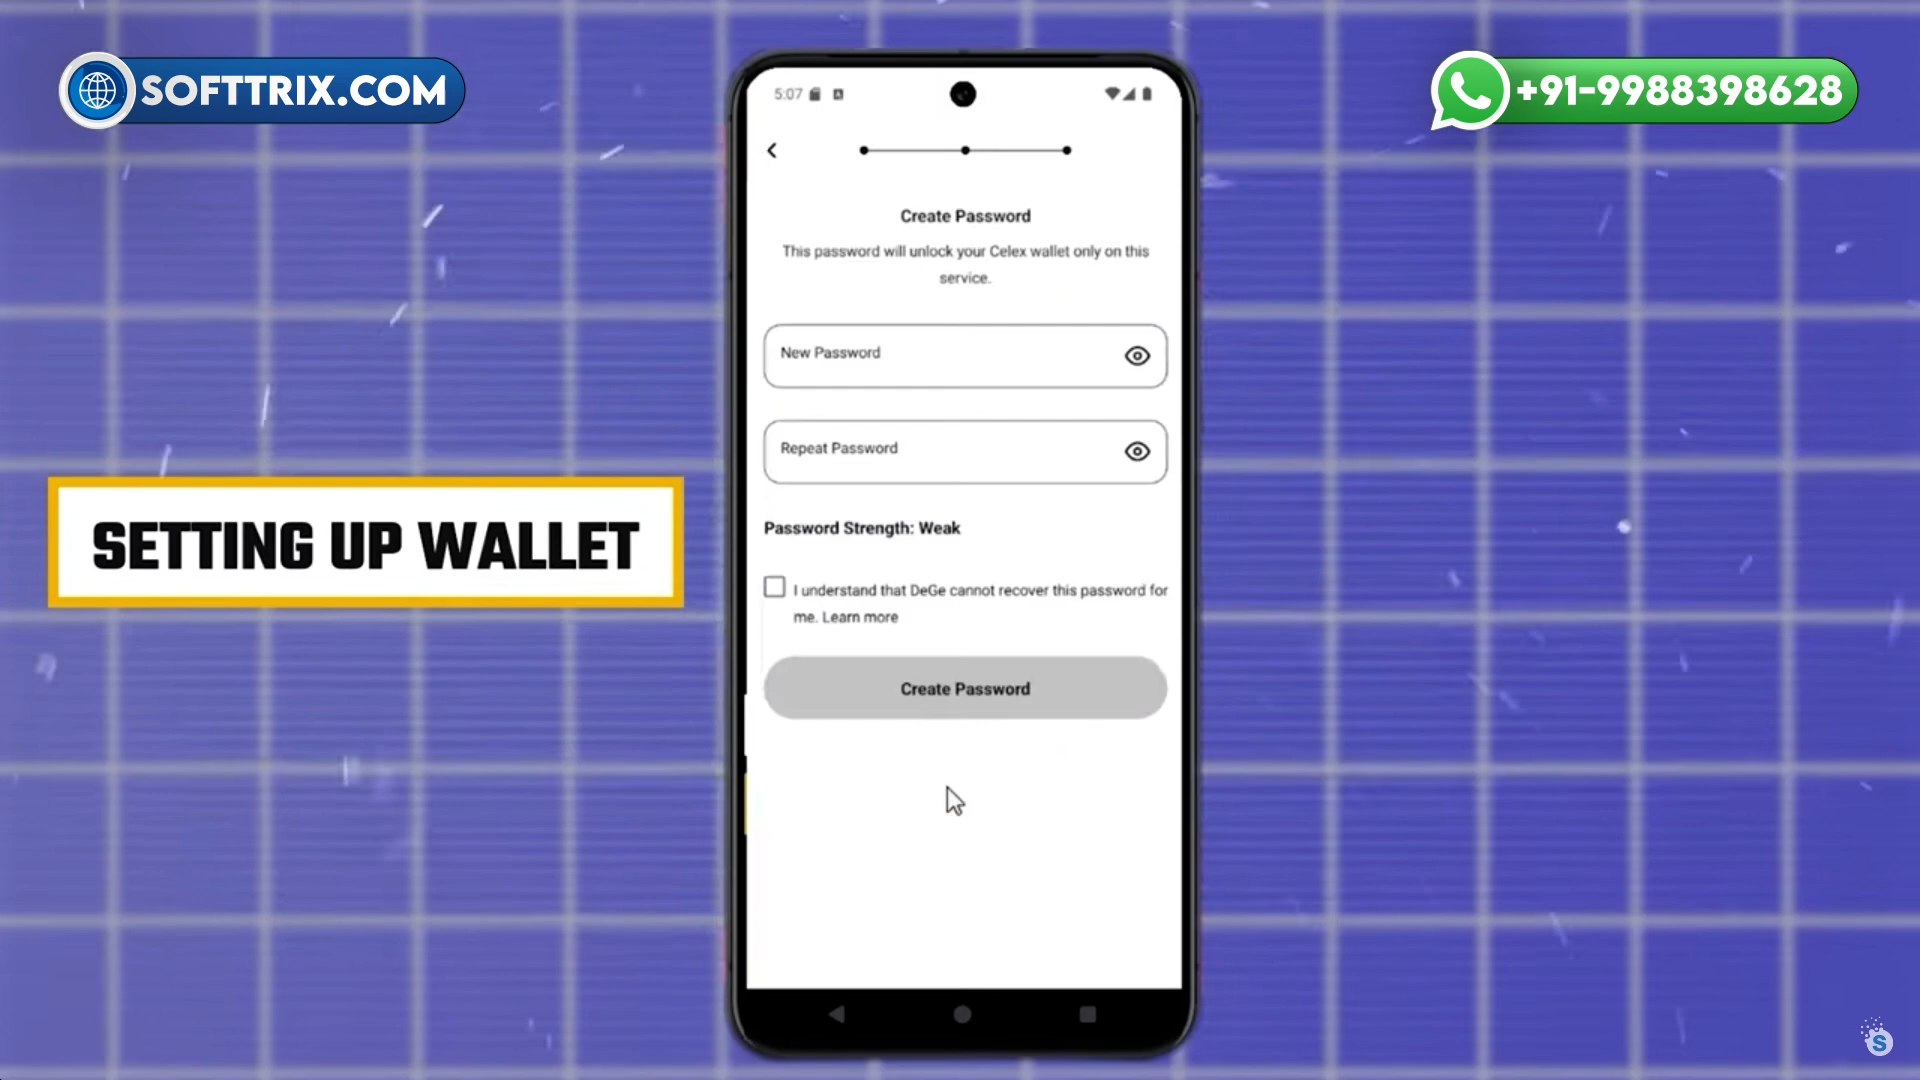 SOFTTRIX.COM
+91-9988398628
5:07
Create Password
This password will unlock your Celex wallet only on this
service.
New Password
Repeat Password
SETTING UP WALLET
Password Strength: Weak
I understand that DeGe cannot recover this password for
me. Learn more
Create Password
S